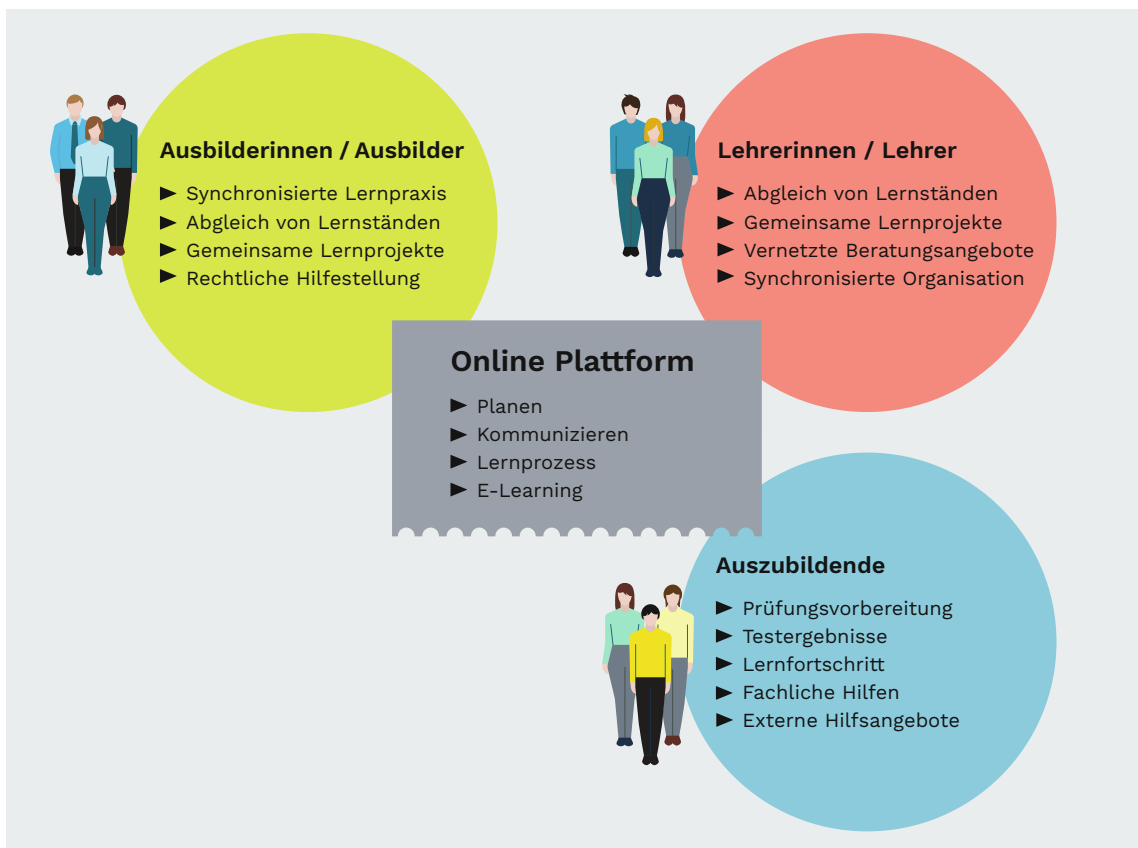 Ausbilderinnen / Ausbilder
► Synchronisierte Lernpraxis
► Abgleich von Lernständen
► Gemeinsame Lernprojekte
► Rechtliche Hilfestellung
Lehrerinnen / Lehrer
► Abgleich von Lernständen
► Gemeinsame Lernprojekte
► Vernetzte Beratungsangebote
► Synchronisierte Organisation
Online Plattform
► Planen
► Kommunizieren
► Lernprozess
► E-Learning
Auszubildende
► Prüfungsvorbereitung
► Testergebnisse
► Lernfortschritt
► Fachliche Hilfen
► Externe Hilfsangebote